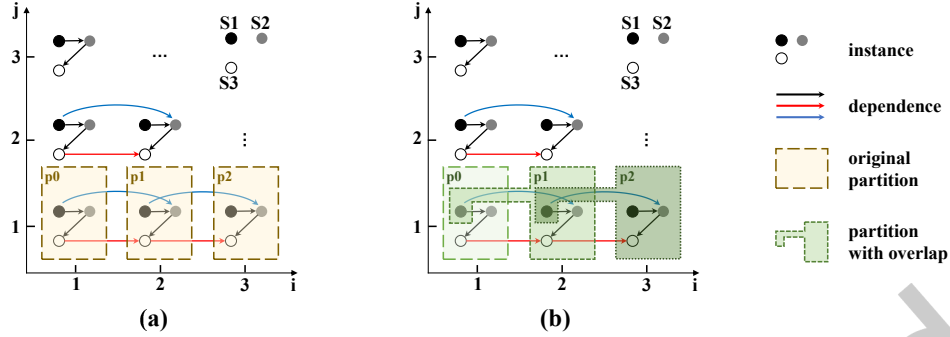 j
S1 S2
3
...
S3
2
...
p0 p1 p2
1
1 2 3 i
(a)
j
S1 S2
3
...
S3
2
...
p0 p1 p2
1
1 2 3 i
(b)
instance
dependence
original
partition
partition
with overlap